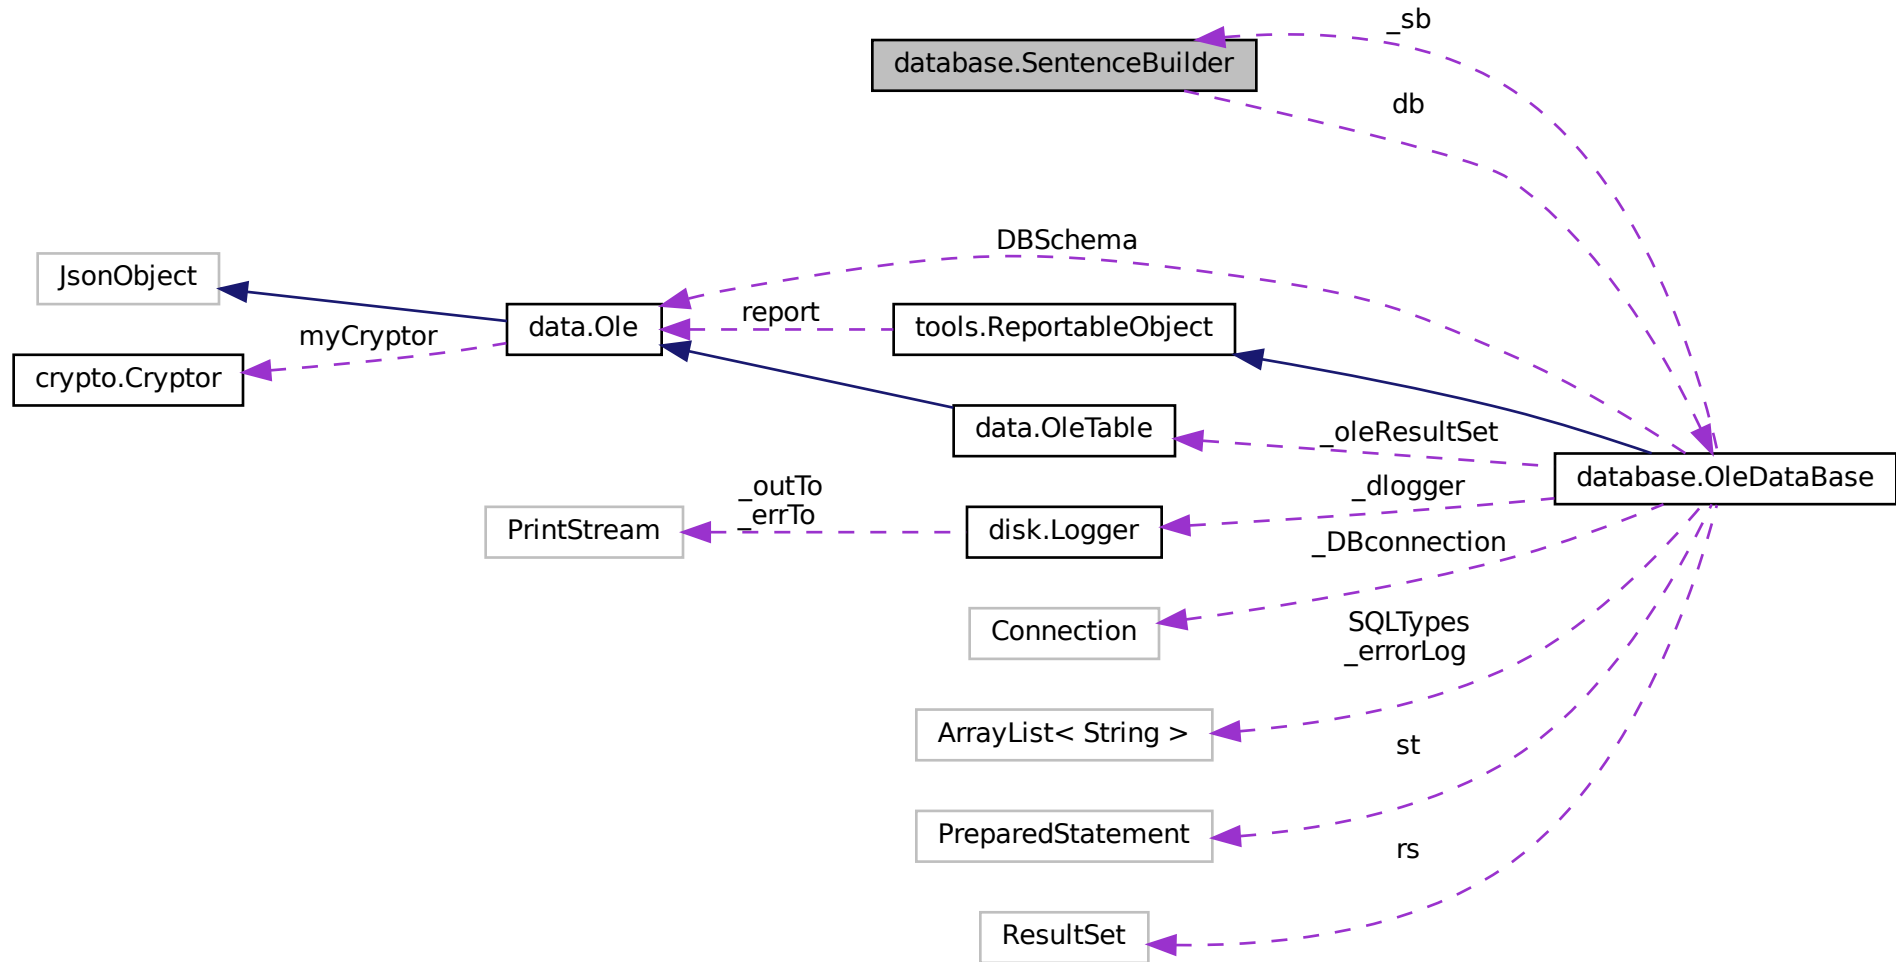 _sb
database.SentenceBuilder
db
DBSchema
JsonObject
report
data.Ole
tools.ReportableObject
myCryptor
crypto.Cryptor
data.OleTable
_oleResultSet
database.OleDataBase
_outTo
_errTo
_dlogger
PrintStream
disk.Logger
_DBconnection
Connection
SQLTypes
_errorLog
ArrayList< String >
st
PreparedStatement
rs
ResultSet